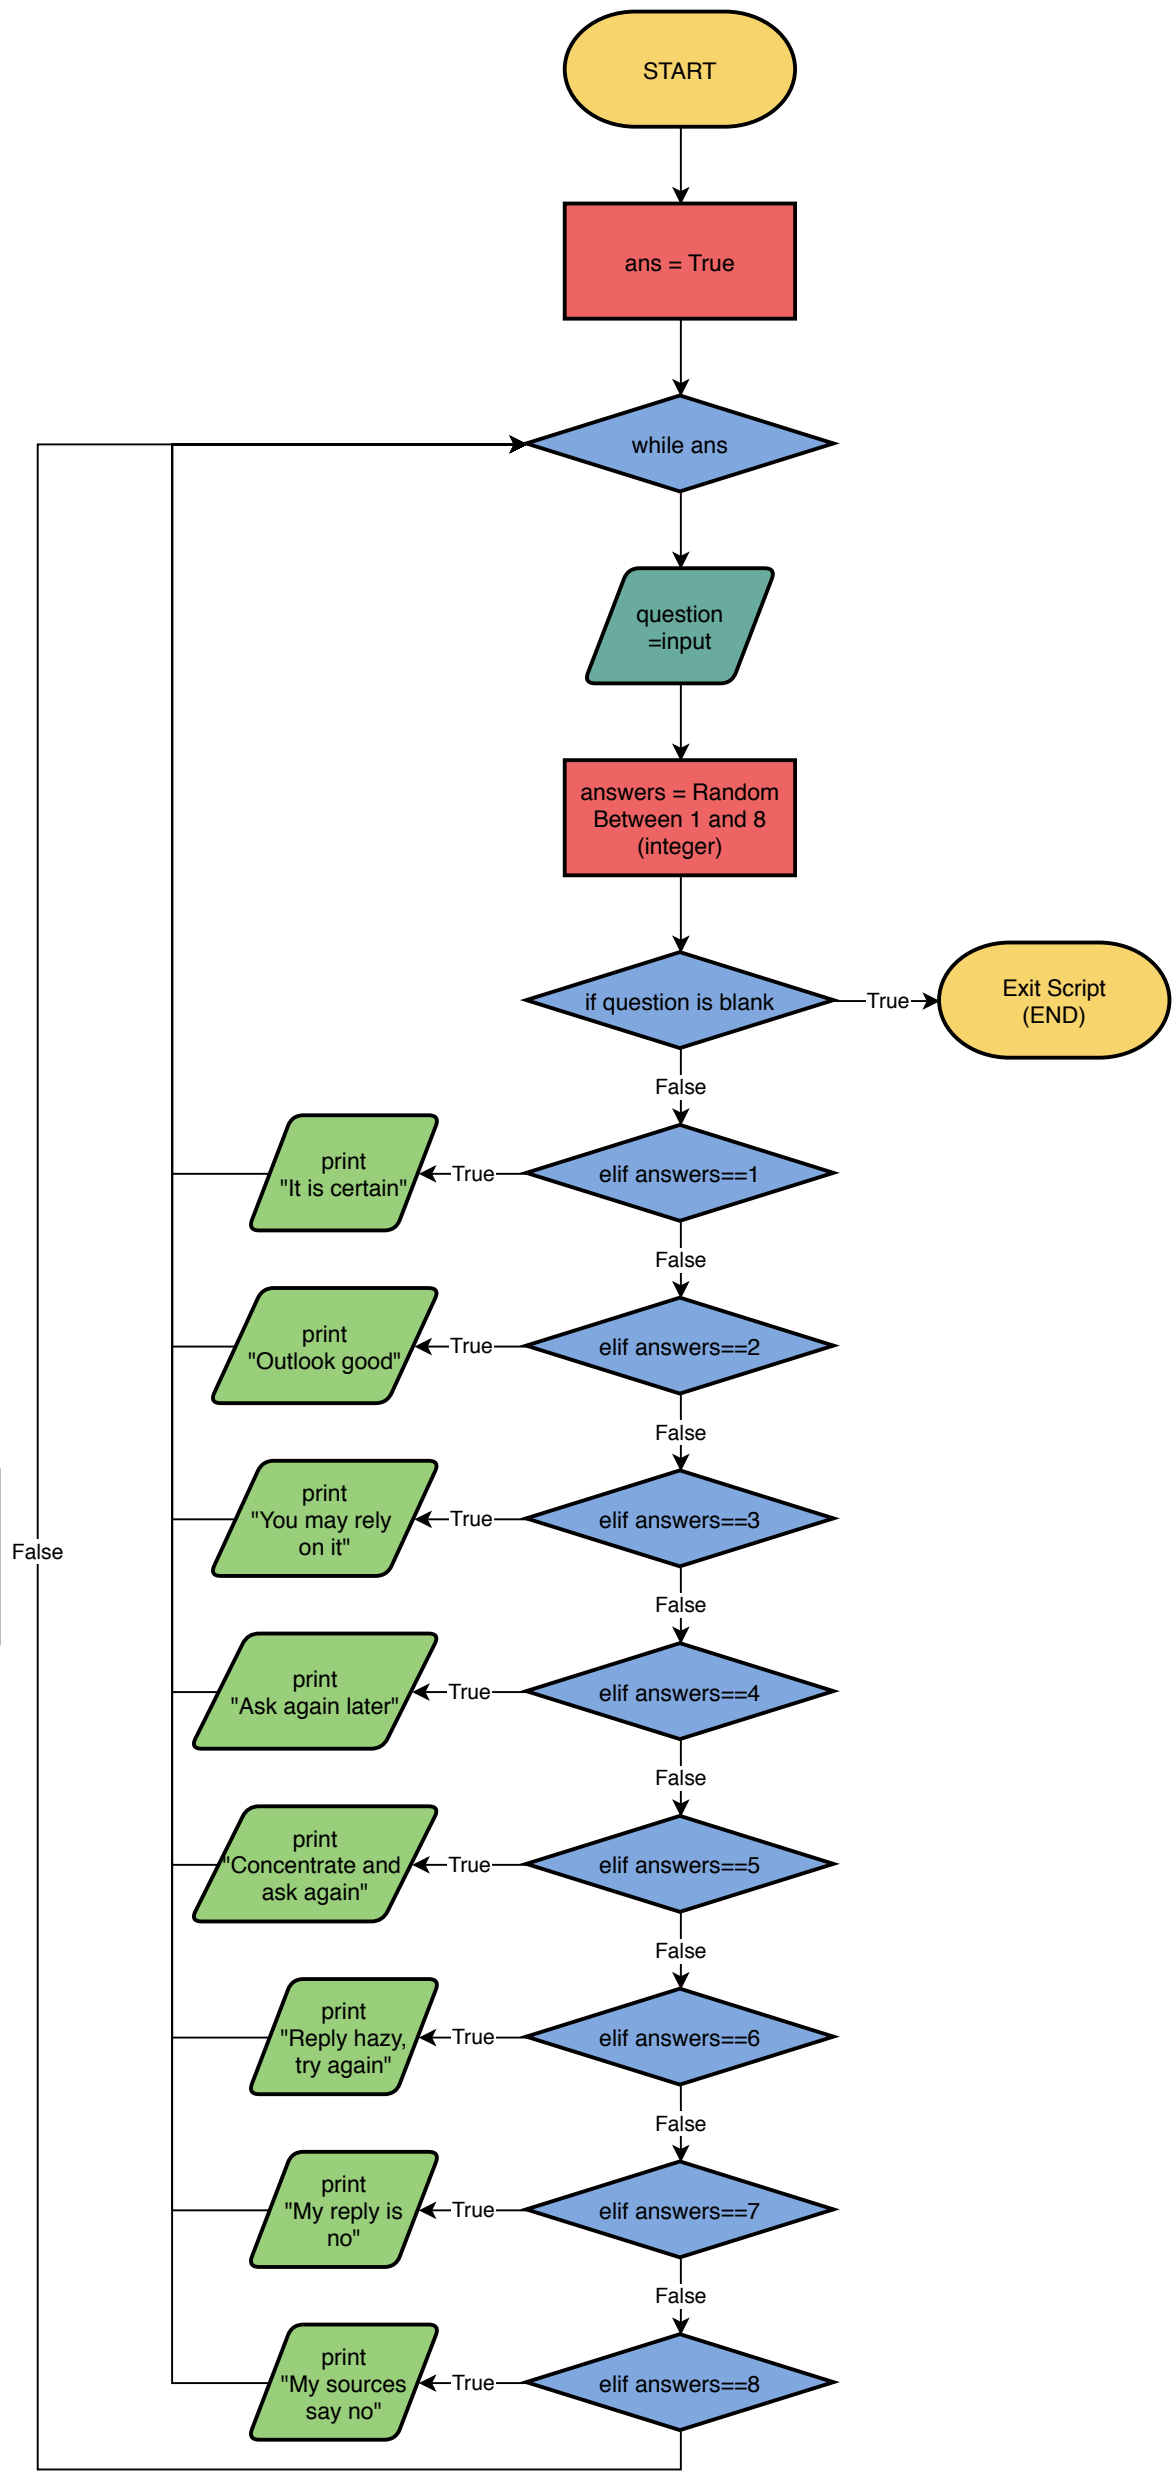 START
ans = True
while ans
question
=input
answers = Random
Between 1 and 8
(integer)
if question is blank
True
Exit Script
(END)
False
print
"It is certain"
True
elif answers==1
False
print
"Outlook good"
True
elif answers==2
False
print
"You may rely
on it"
True
elif answers==3
False
False
print
"Ask again later"
True
elif answers==4
False
print
"Concentrate and
ask again"
True
elif answers==5
False
print
"Reply hazy,
try again"
True
elif answers==6
False
print
"My reply is
no"
True
elif answers==7
False
print
"My sources
say no"
True
elif answers==8